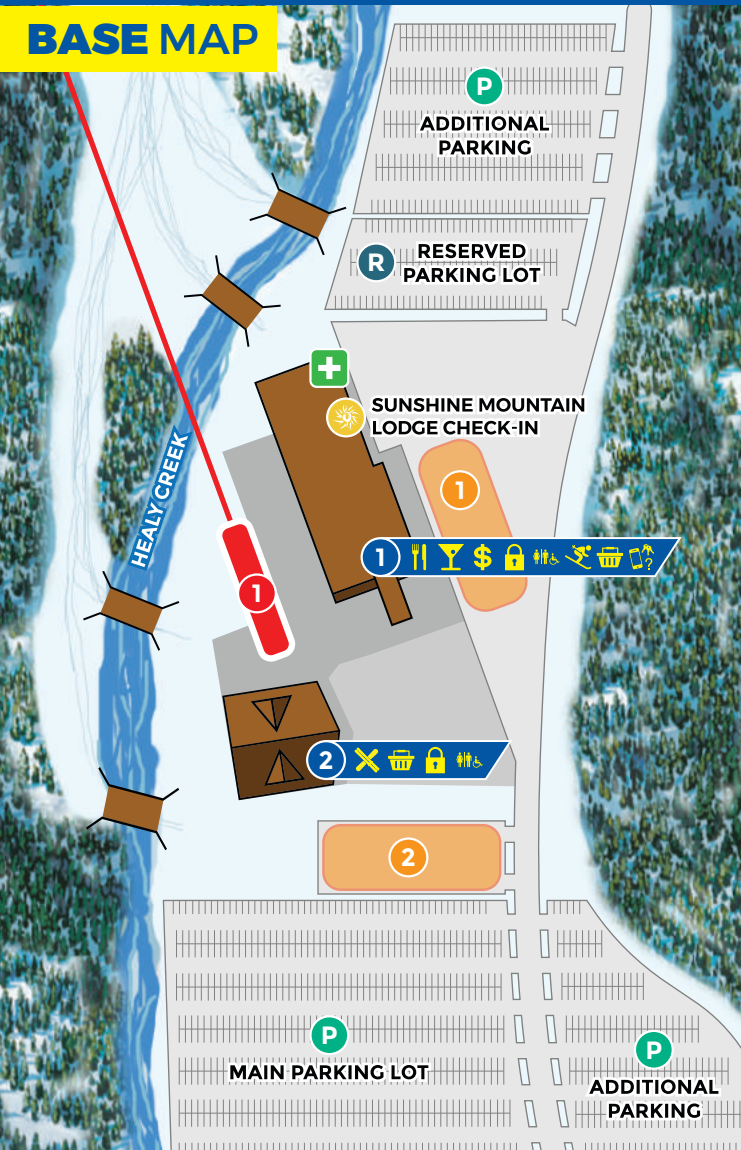 BASE MAP
P
ADDITIONAL
PARKING
R
RESERVED
PARKING LOT
SUNSHINE MOUNTAIN
LODGE CHECK-IN
HEALY CREEK
1
1
$
?
1
2
2
P
MAIN PARKING LOT
P
ADDITIONAL
PARKING